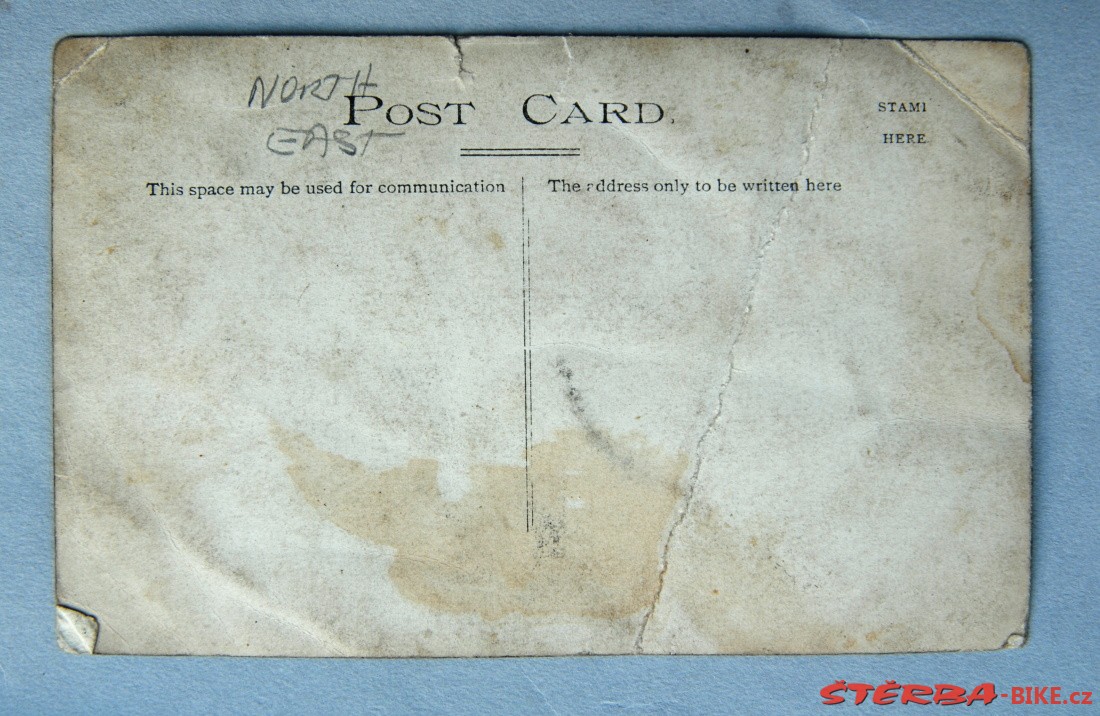 NORTH
EAST
POST CARD.
STAMP
HERE
This space may be used for communication
The address only to be written here
ŠTĚRBA-BIKE.cz